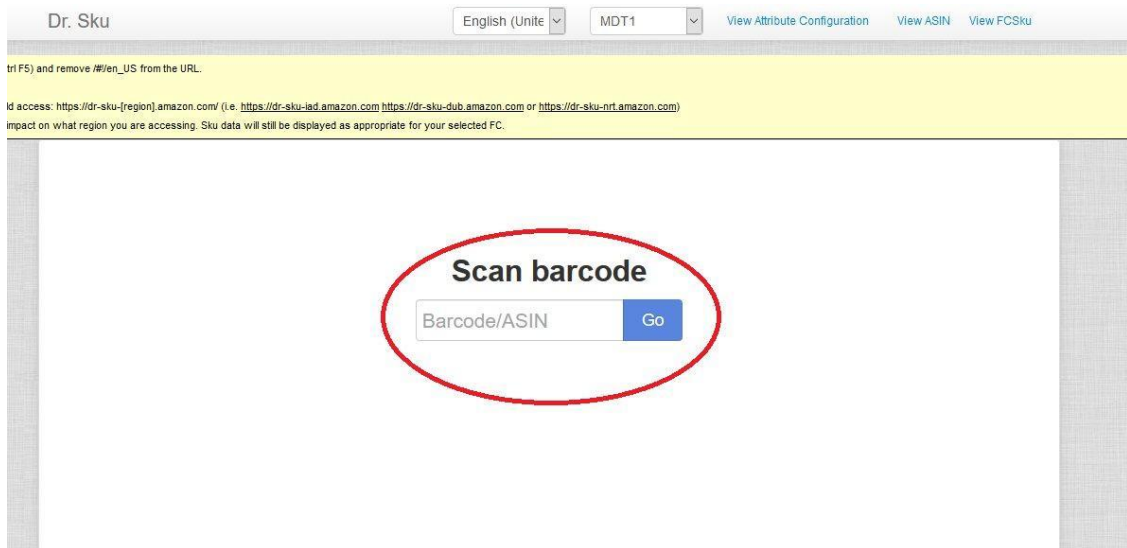 Dr. Sku
English (Unite
MDT1
View Attribute Configuration
View ASIN
View FCSku
trl F5) and remove /#!/en_US from the URL.
ld access: https://dr-sku-[region].amazon.com/ (i.e. https://dr-sku-iad.amazon.com https://dr-sku-dub.amazon.com or https://dr-sku-nrt.amazon.com)
impact on what region you are accessing. Sku data will still be displayed as appropriate for your selected FC.
Scan barcode
Barcode/ASIN
Go